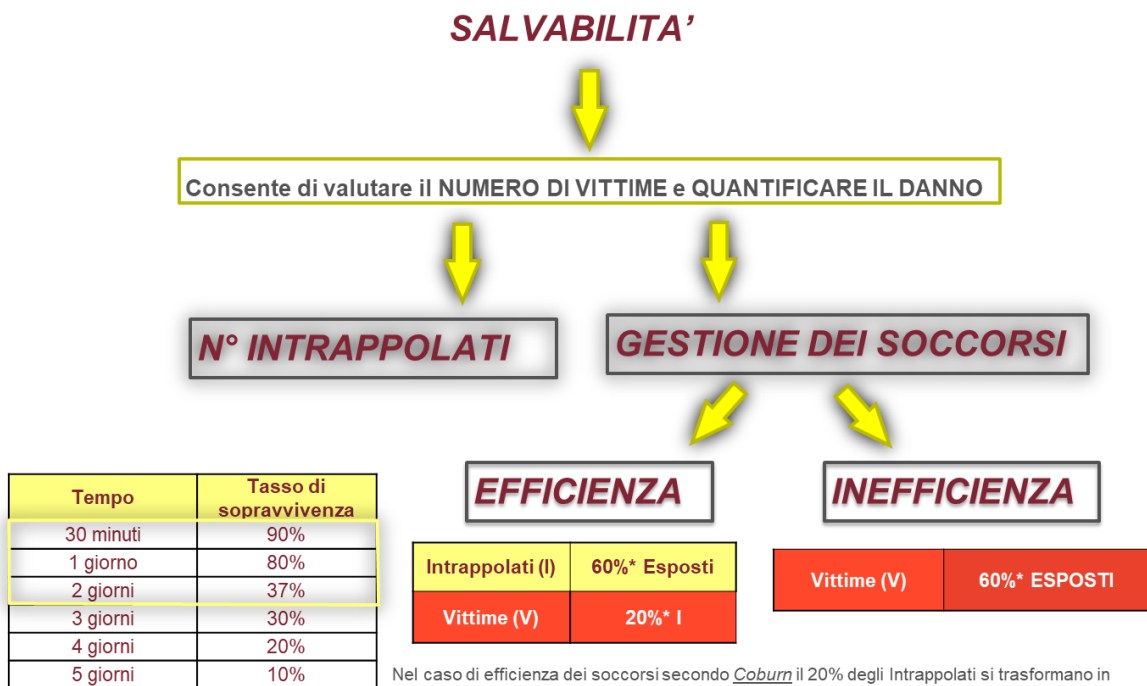 SALVABILITA'
Consente di valutare il NUMERO DI VITTIME e QUANTIFICARE IL DANNO
N° INTRAPPOLATI
GESTIONE DEI SOCCORSI
EFFICIENZA
INEFFICIENZA
Tempo Tasso di sopravvivenza
30 minuti 90%
1 giorno 80%
2 giorni 37%
3 giorni 30%
4 giorni 20%
5 giorni 10%
Intrappolati (I) 60%* Esposti
Vittime (V) 20%* I
Vittime (V) 60%* ESPOSTI
Nel caso di efficienza dei soccorsi secondo Coburn il 20% degli Intrappolati si trasformano in